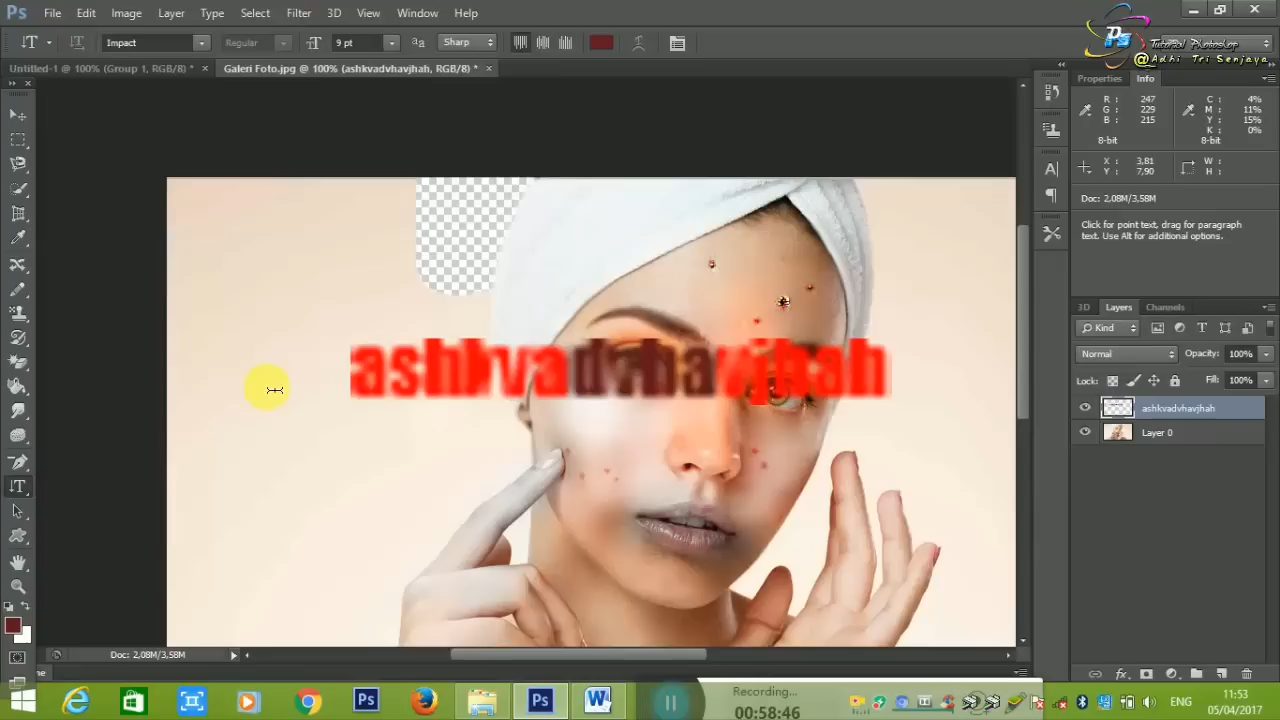 Ps File Edit Image Layer Type Select Filter 3D View Window Help
Impact Regular 9 pt Sharp
Ps Tutorial Photoshop
@Adhi Tri Senjaya
Untitled-1 @ 100% (Group 1, RGB/8) * × Galeri Foto.jpg @ 100% (ashkvadvhavjhah, RGB/8) * ×
Properties Info
R : 247 C : 4%
G : 229 M : 11%
B : 215 Y : 15%
K : 0%
8-bit 8-bit
X : 3,81 W :
Y : 7,90 H :
Doc: 2,08M/3,58M
Click for point text, drag for paragraph
text. Use Alt for additional options.
3D Layers Channels
Kind
Normal Opacity: 100%
Lock: Fill: 100%
ashkvadvhavjhah
Layer 0
ashkvadvhavjhah
Doc: 2,08M/3,58M
Recording...
00:58:46
ENG
11:53
05/04/2017